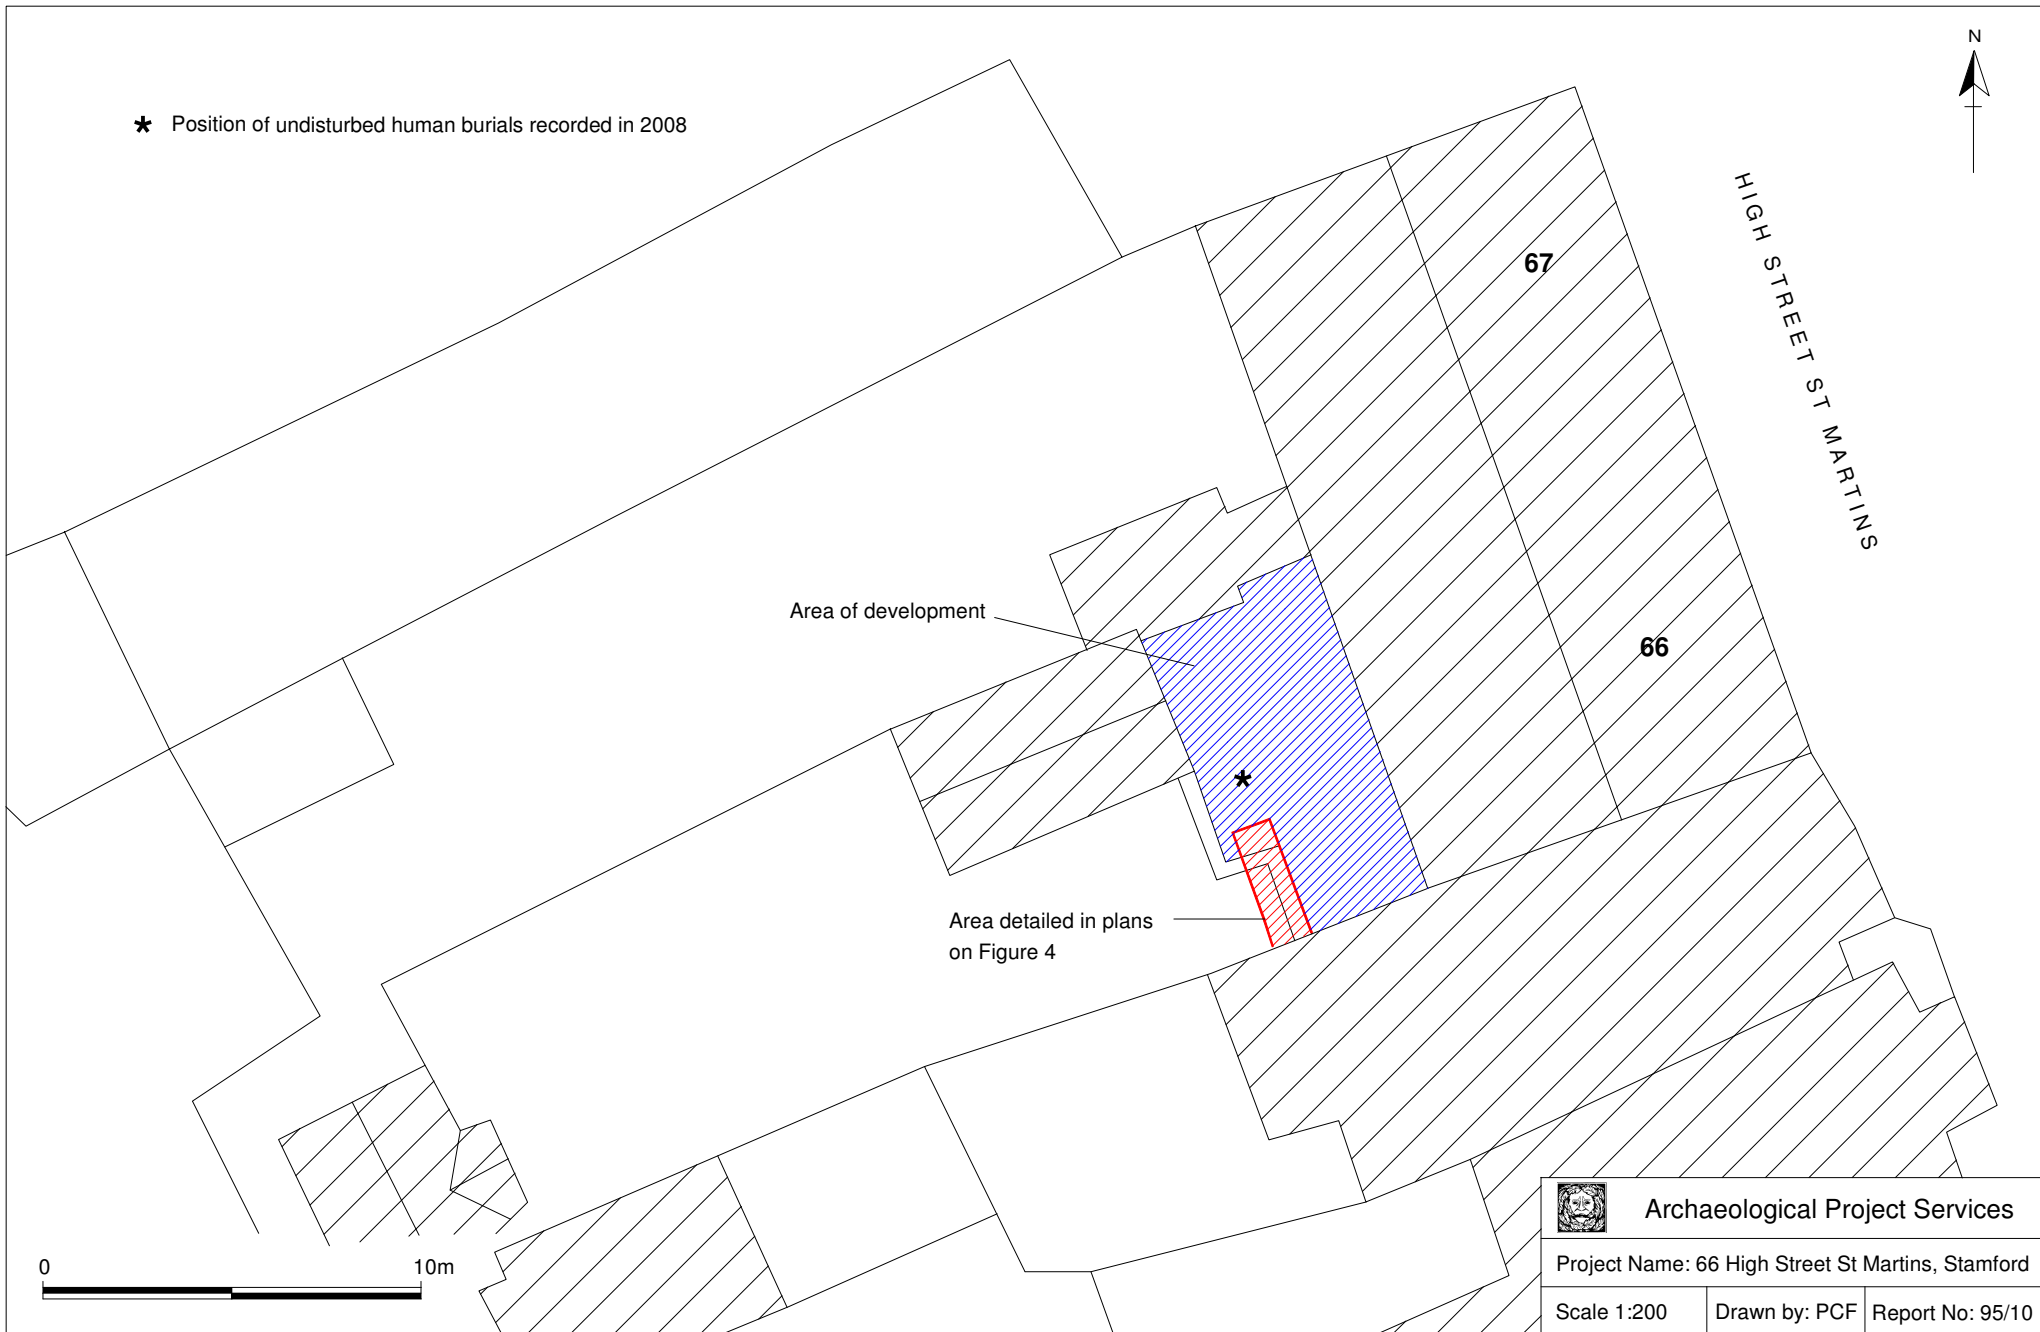 N
* Position of undisturbed human burials recorded in 2008
HIGH STREET ST MARTINS
67
Area of development
66
*
Area detailed in plans
on Figure 4
0 10m
Archaeological Project Services
Project Name: 66 High Street St Martins, Stamford
Scale 1:200 Drawn by: PCF Report No: 95/10